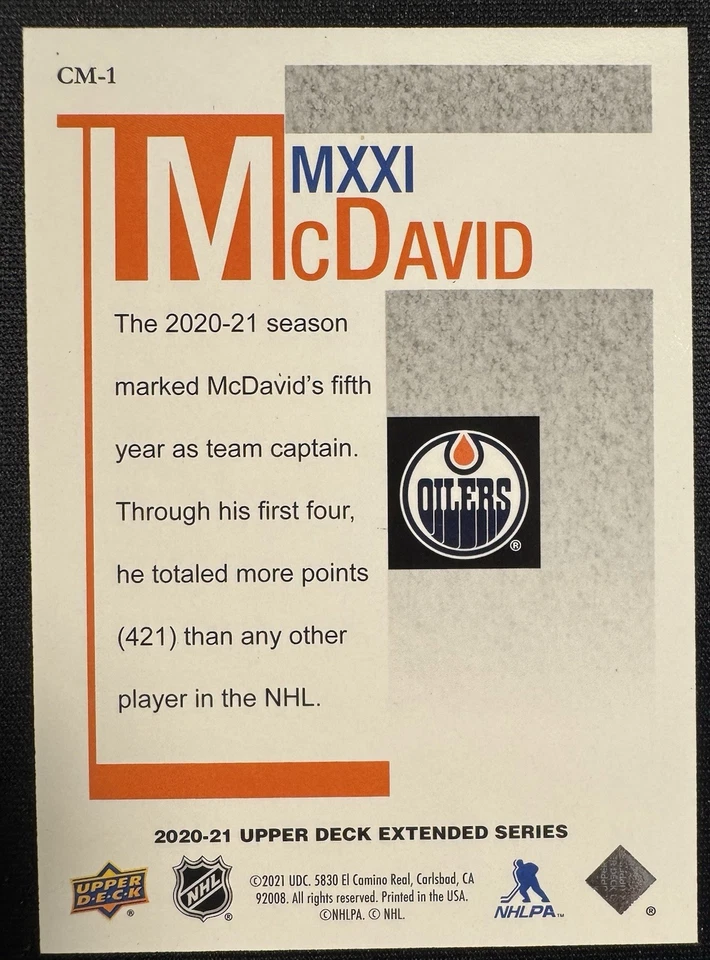 CM-1
MXXI
McDAVID
The 2020-21 season
marked McDavid's fifth
year as team captain.
Through his first four,
he totaled more points
(421) than any other
player in the NHL.
OILERS
®
2020-21 UPPER DECK EXTENDED SERIES
UPPER
D·E·C·K
®
NHL
®
©2021 UDC. 5830 El Camino Real, Carlsbad, CA
92008. All rights reserved. Printed in the USA.
©NHLPA. © NHL.
NHLPA™
®